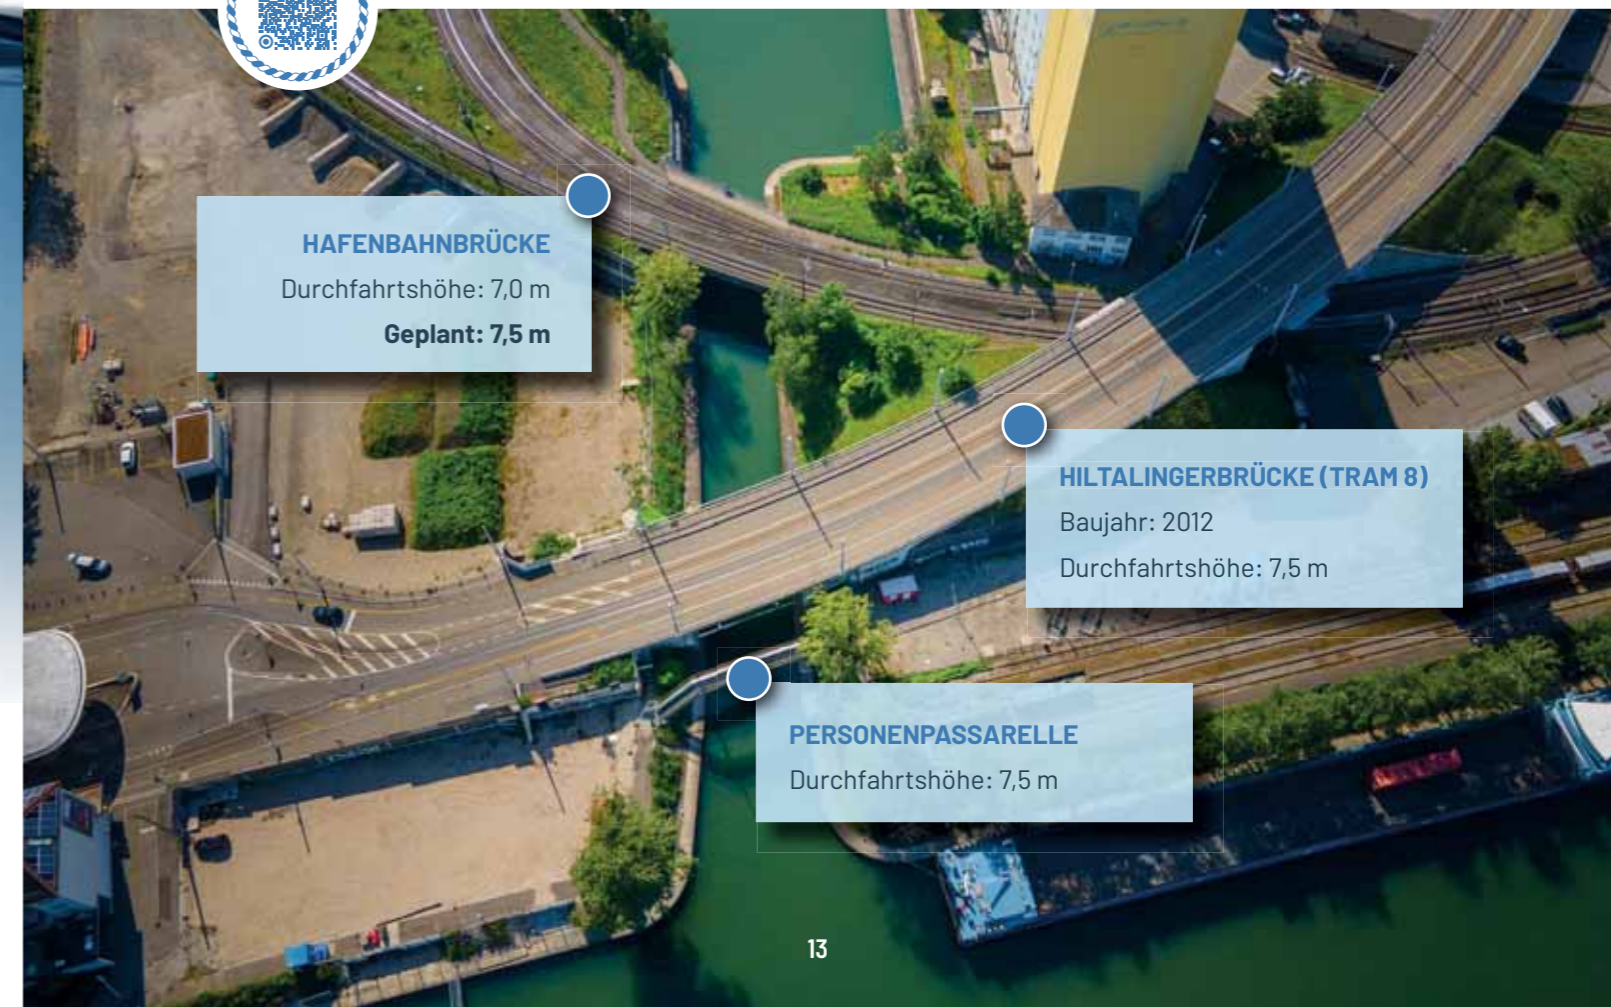 HAFENBAHNBRÜCKE
Durchfahrtshöhe: 7,0 m
Geplant: 7,5 m
HILTALINGERBRÜCKE (TRAM 8)
Baujahr: 2012
Durchfahrtshöhe: 7,5 m
PERSONENPASSARELLE
Durchfahrtshöhe: 7,5 m
13